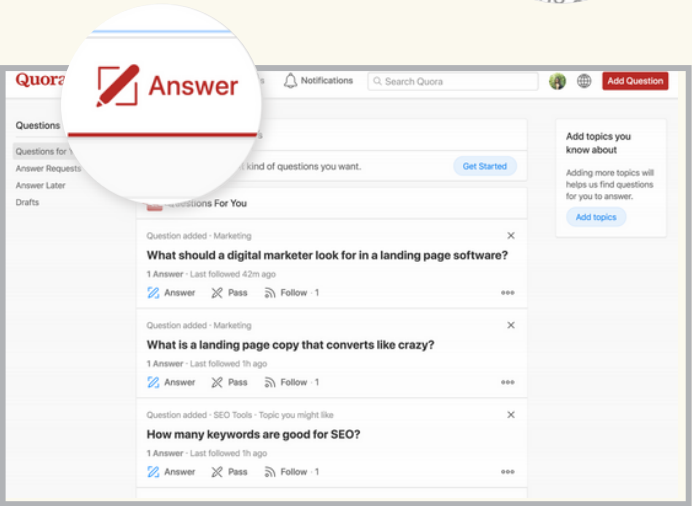 Quora
Answer
Notifications
Search Quora
Add Question
Questions
Questions for
Answer Requests
Answer Later
Drafts
kind of questions you want.
Get Started
Questions For You
Question added · Marketing
What should a digital marketer look for in a landing page software?
1 Answer · Last followed 42m ago
Answer Pass Follow · 1
Question added · Marketing
What is a landing page copy that converts like crazy?
1 Answer · Last followed 1h ago
Answer Pass Follow · 1
Question added · SEO Tools · Topic you might like
How many keywords are good for SEO?
1 Answer · Last followed 1h ago
Answer Pass Follow · 1
Add topics you
know about
Adding more topics will
helps us find questions
for you to answer.
Add topics